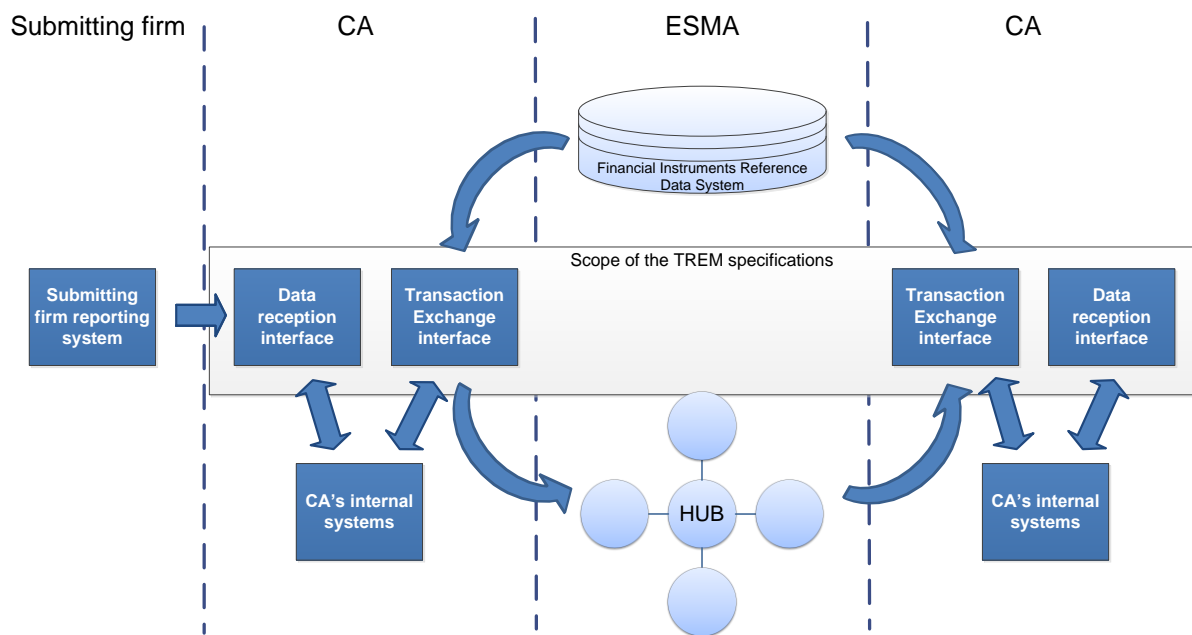 Submitting firm
CA
ESMA
CA
Financial Instruments Reference
Data System
Scope of the TREM specifications
Submitting
firm reporting
system
Data
reception
interface
Transaction
Exchange
interface
Transaction
Exchange
interface
Data
reception
interface
CA's internal
systems
HUB
CA's internal
systems